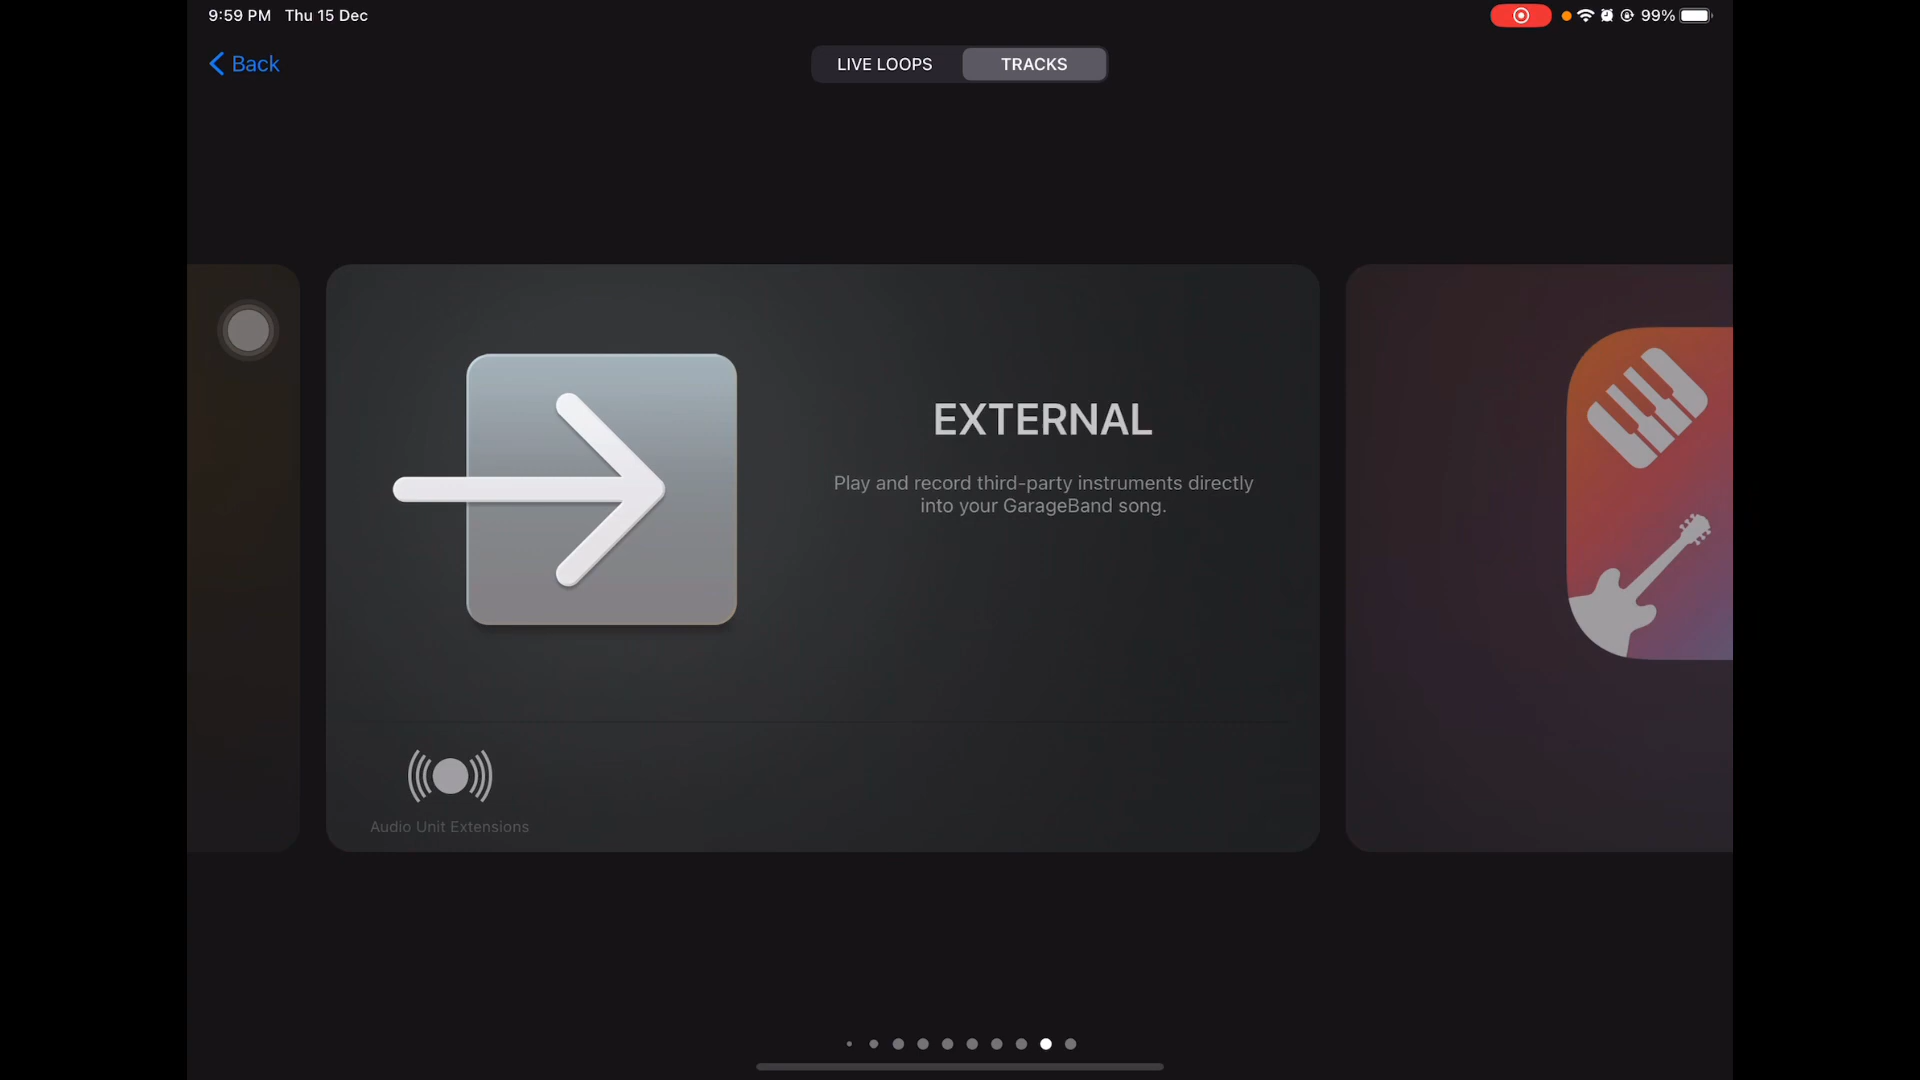 9:59 PM Thu 15 Dec
99%
Back
LIVE LOOPS
TRACKS
EXTERNAL
Play and record third-party instruments directly
into your GarageBand song.
Audio Unit Extensions